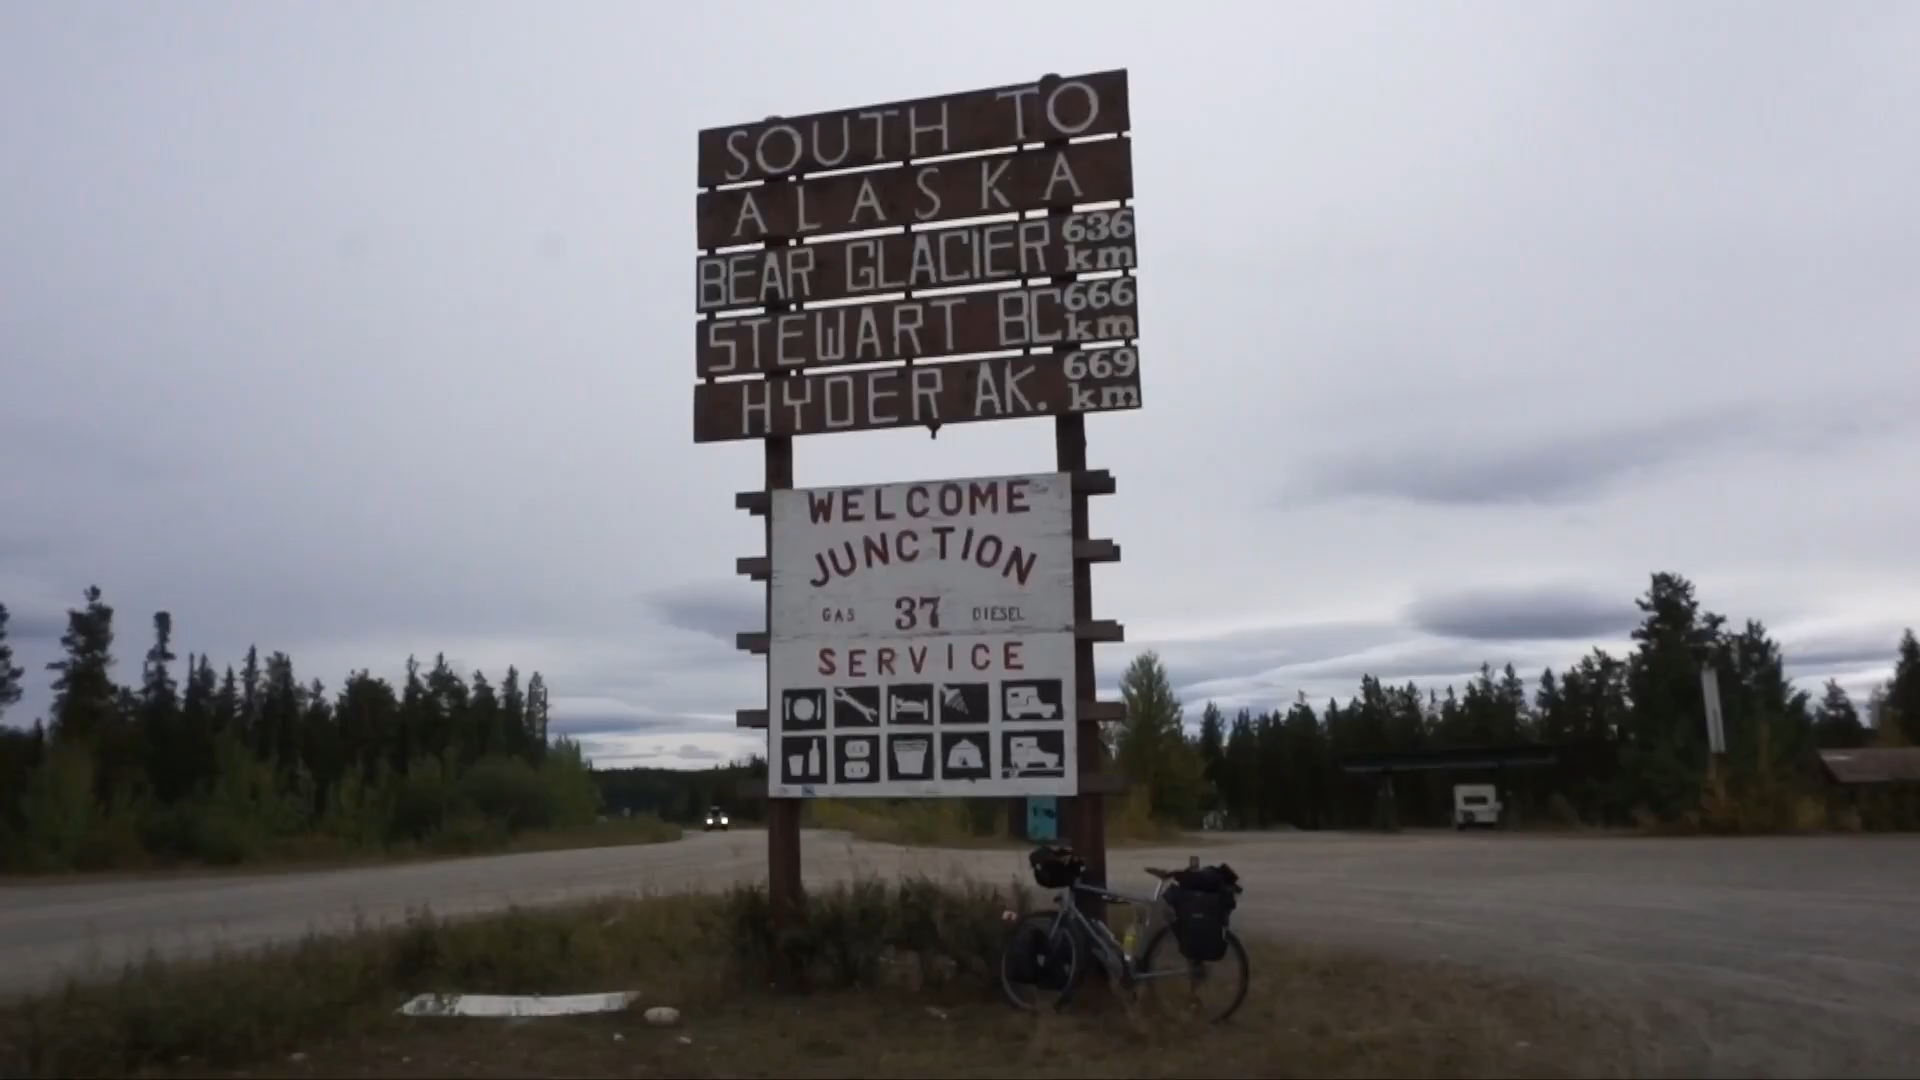 SOUTH TO
ALASKA
BEAR GLACIER 636 km
STEWART BC 666 km
HYDER AK. 669 km
WELCOME
JUNCTION
GAS 37 DIESEL
SERVICE